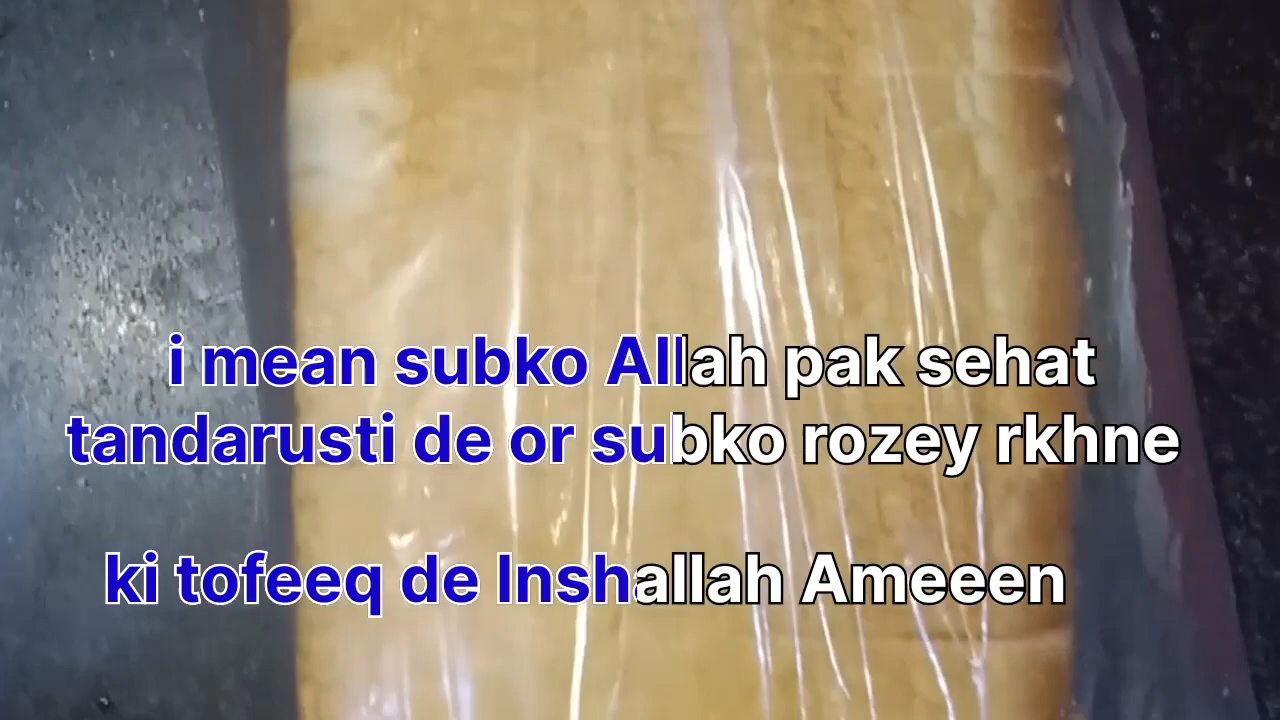 i mean subko Allah pak sehat
tandarusti de or subko rozey rkhne
ki tofeeq de Inshallah Ameeen